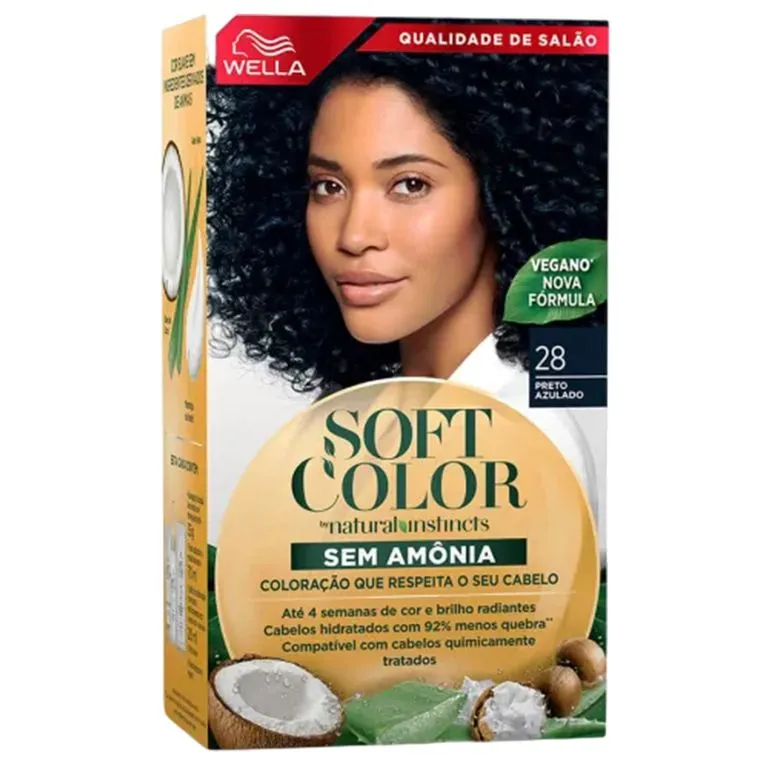 WELLA
QUALIDADE DE SALÃO
VEGANO*
NOVA
FÓRMULA
28
PRETO
AZULADO
SOFT
COLOR
by naturalinstincts
SEM AMÔNIA
COLORAÇÃO QUE RESPEITA O SEU CABELO
Até 4 semanas de cor e brilho radiantes
Cabelos hidratados com 92% menos quebra**
Compatível com cabelos quimicamente
tratados